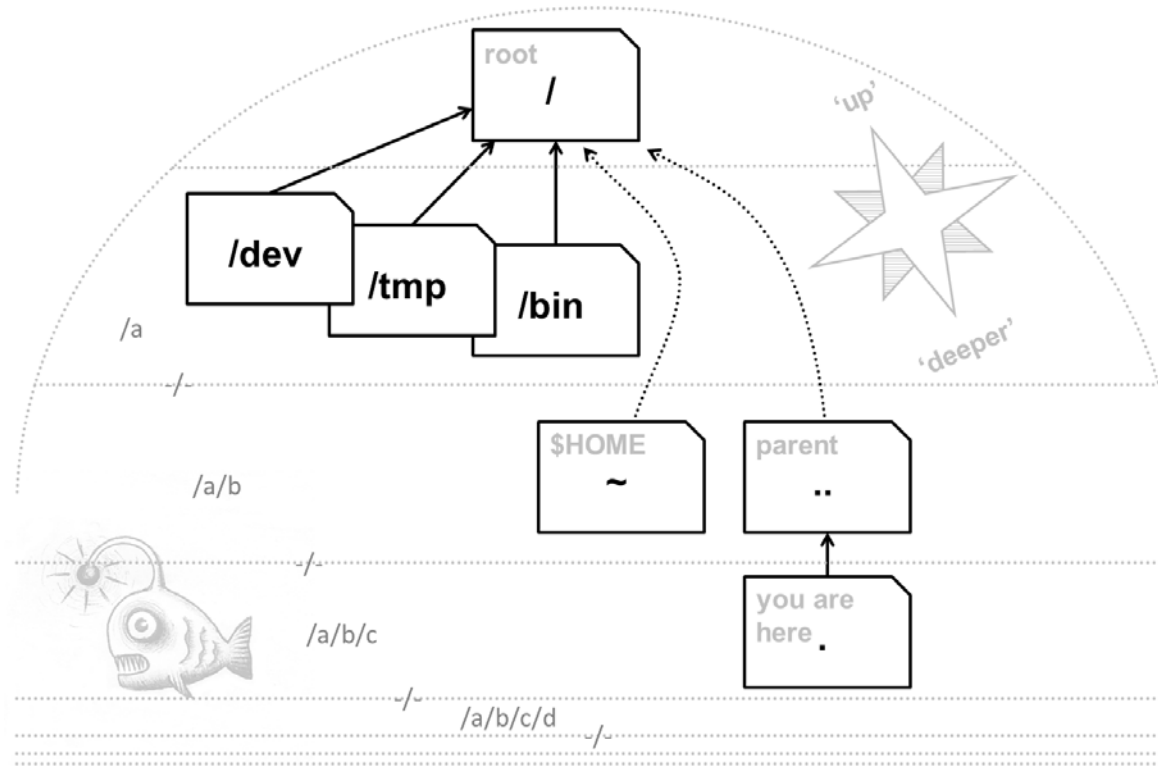 root
/
‘up’
/dev
/tmp
/bin
/a
‘deeper’
-/-
$HOME
~
parent
..
/a/b
-/-
you are
here
.
/a/b/c
-/-
/a/b/c/d
-/-